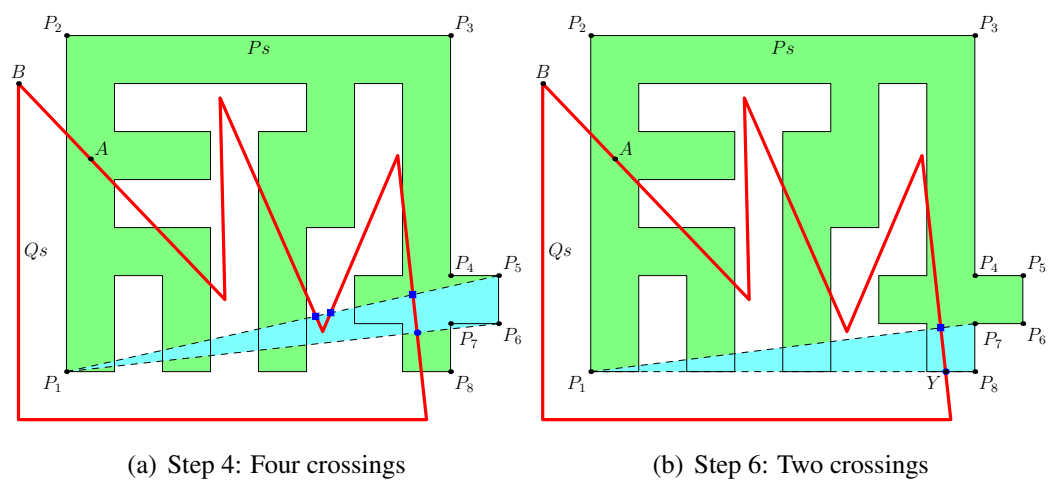 P2 P3
Ps
B
A
Qs
P4 P5
P7 P6
P1 P8
(a) Step 4: Four crossings
P2 P3
Ps
B
A
Qs
P4 P5
P7 P6
P1 Y P8
(b) Step 6: Two crossings